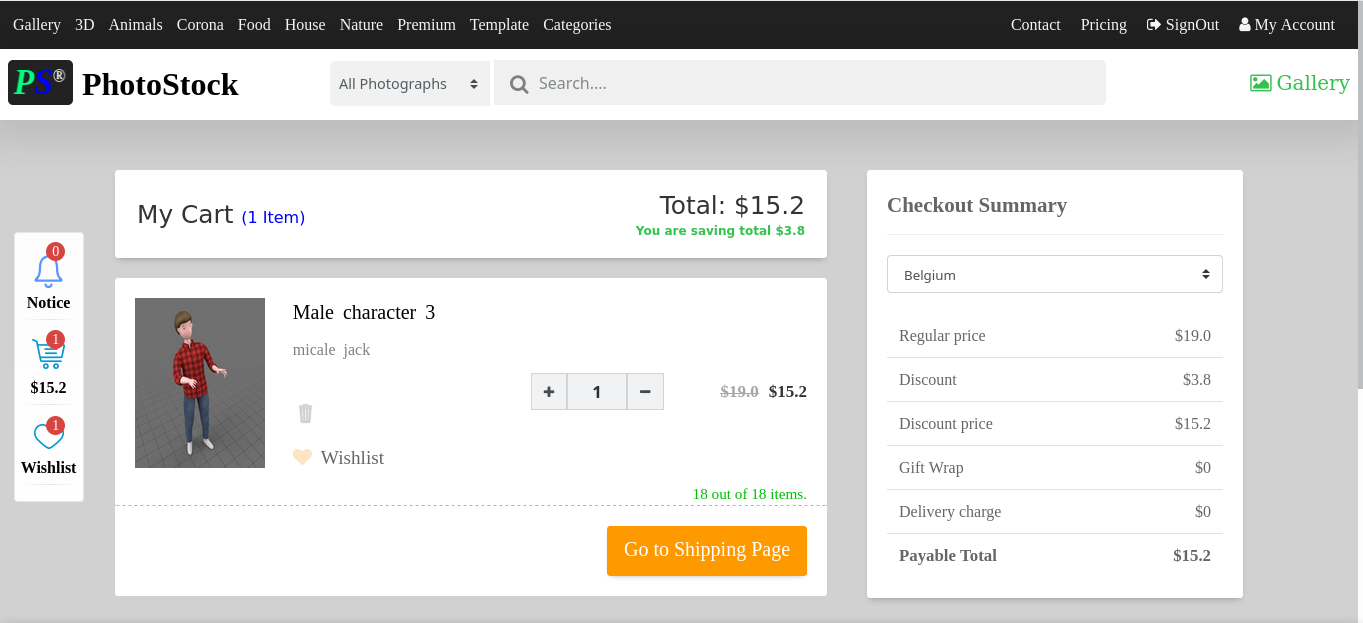 Gallery 3D Animals Corona Food House Nature Premium Template Categories Contact Pricing SignOut My Account
PS® PhotoStock All Photographs Search.... Gallery
My Cart (1 Item)
Total: $15.2
You are saving total $3.8
0
Notice
1
$15.2
1
Wishlist
Male character 3
micale jack
1
$19.0 $15.2
Wishlist
18 out of 18 items.
Go to Shipping Page
Checkout Summary
Belgium
Regular price $19.0
Discount $3.8
Discount price $15.2
Gift Wrap $0
Delivery charge $0
Payable Total $15.2